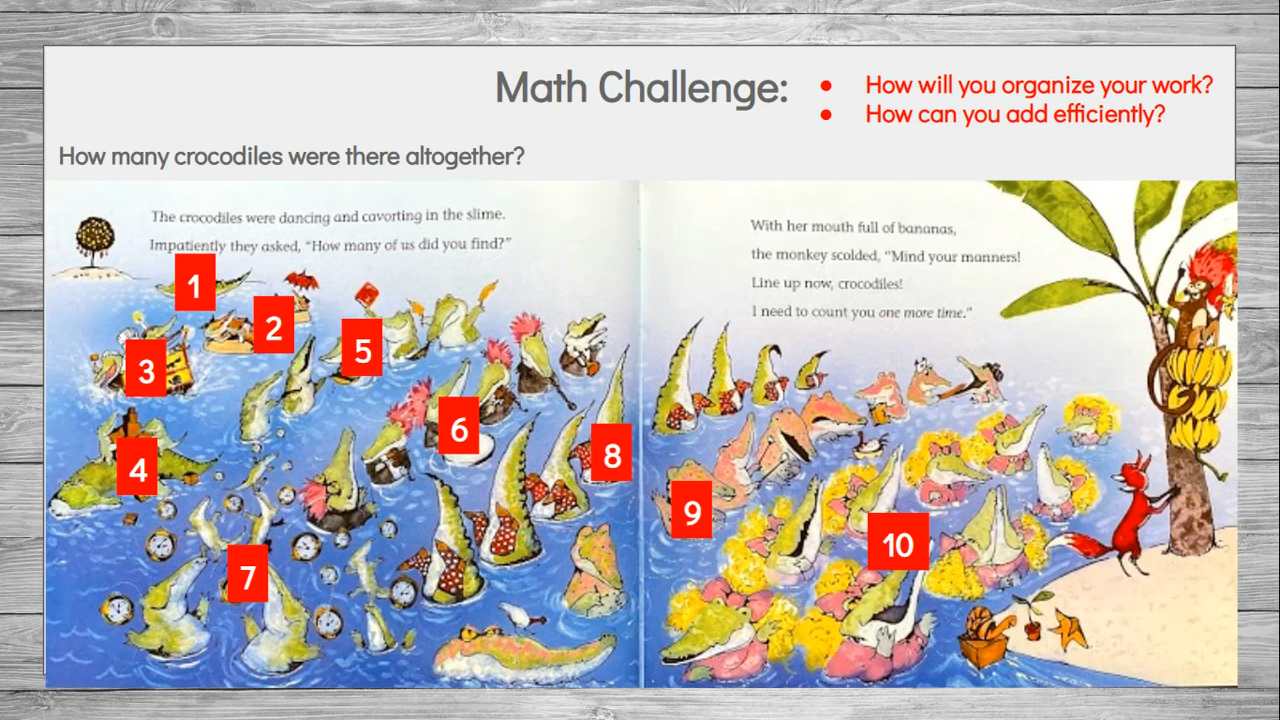 Math Challenge:
• How will you organize your work?
• How can you add efficiently?
How many crocodiles were there altogether?
The crocodiles were dancing and cavorting in the slime.
Impatiently they asked, "How many of us did you find?"
With her mouth full of bananas,
the monkey scolded, "Mind your manners!
Line up now, crocodiles!
I need to count you one more time."
1
2
3
4
5
6
7
8
9
10